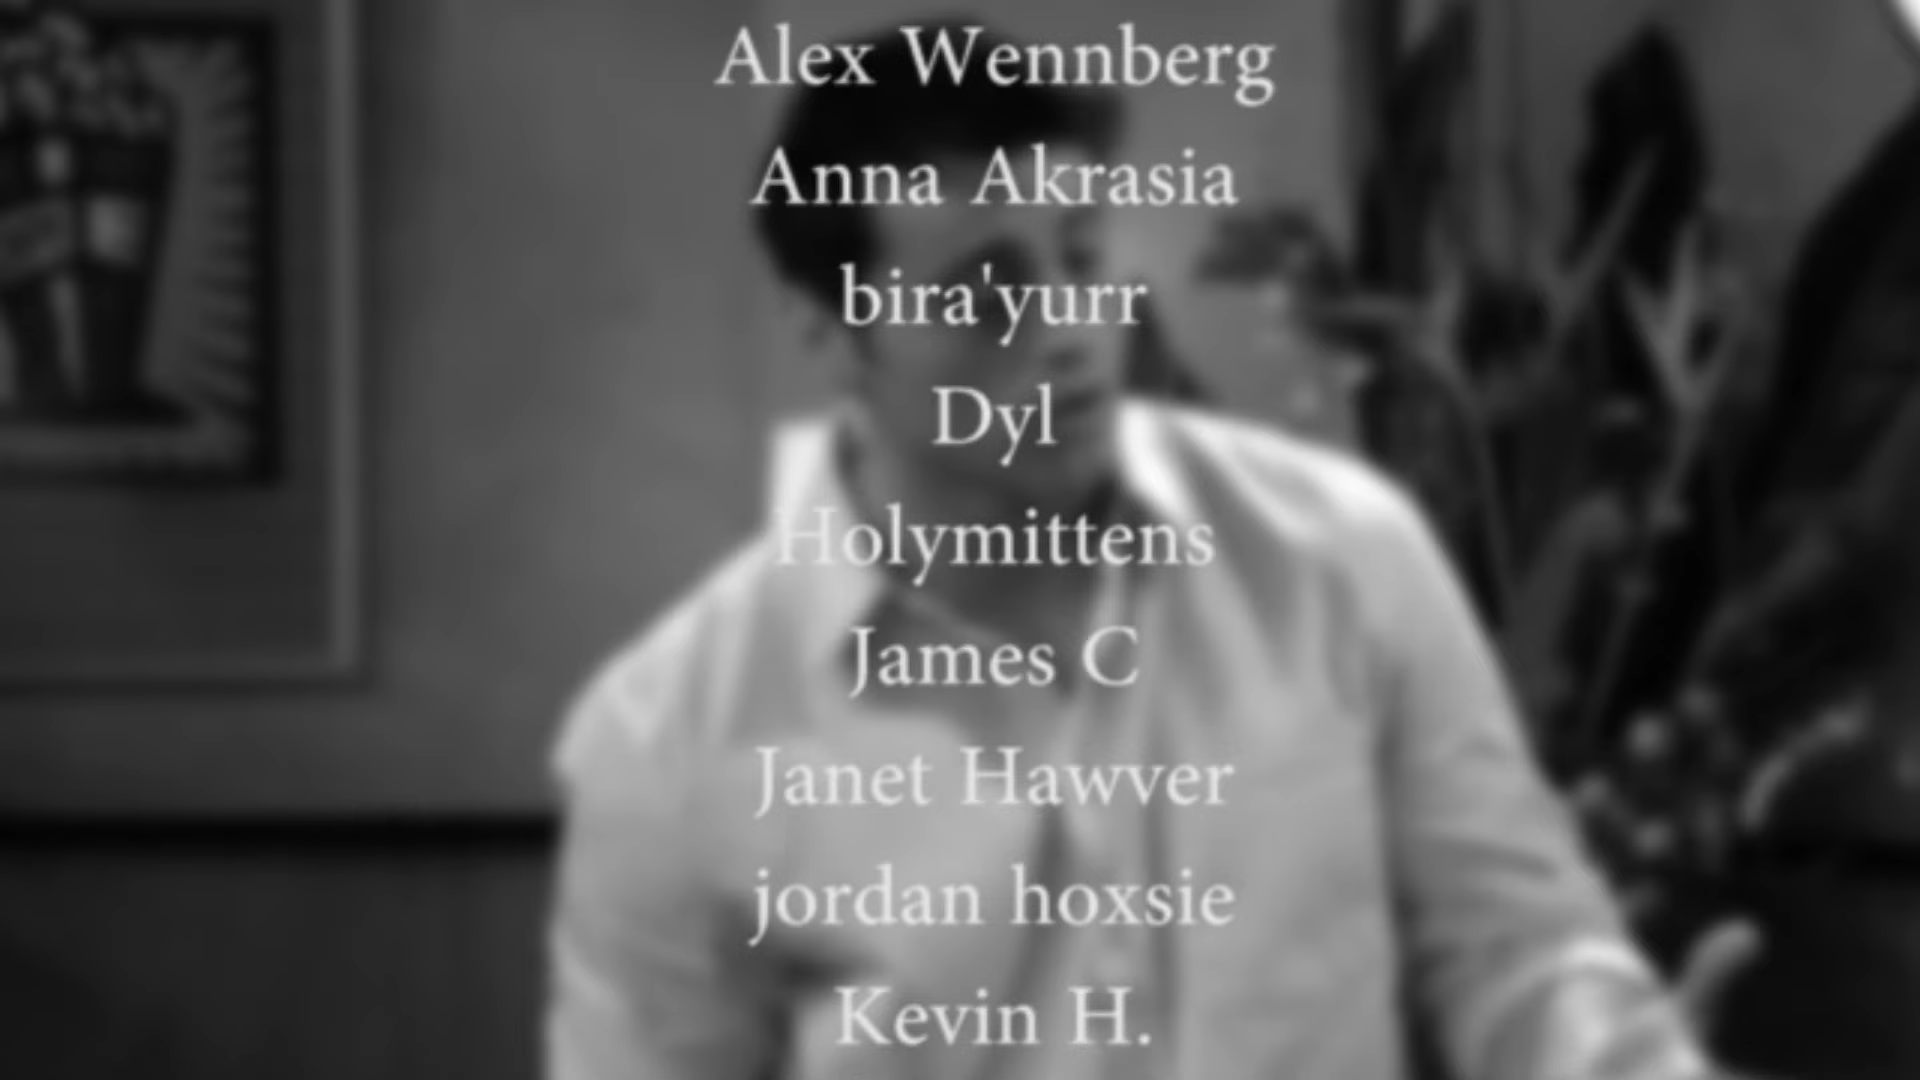 Alex Wennberg
Anna Akrasia
bira'yurr
Dyl
Holymittens
James C
Janet Hawver
jordan hoxsie
Kevin H.